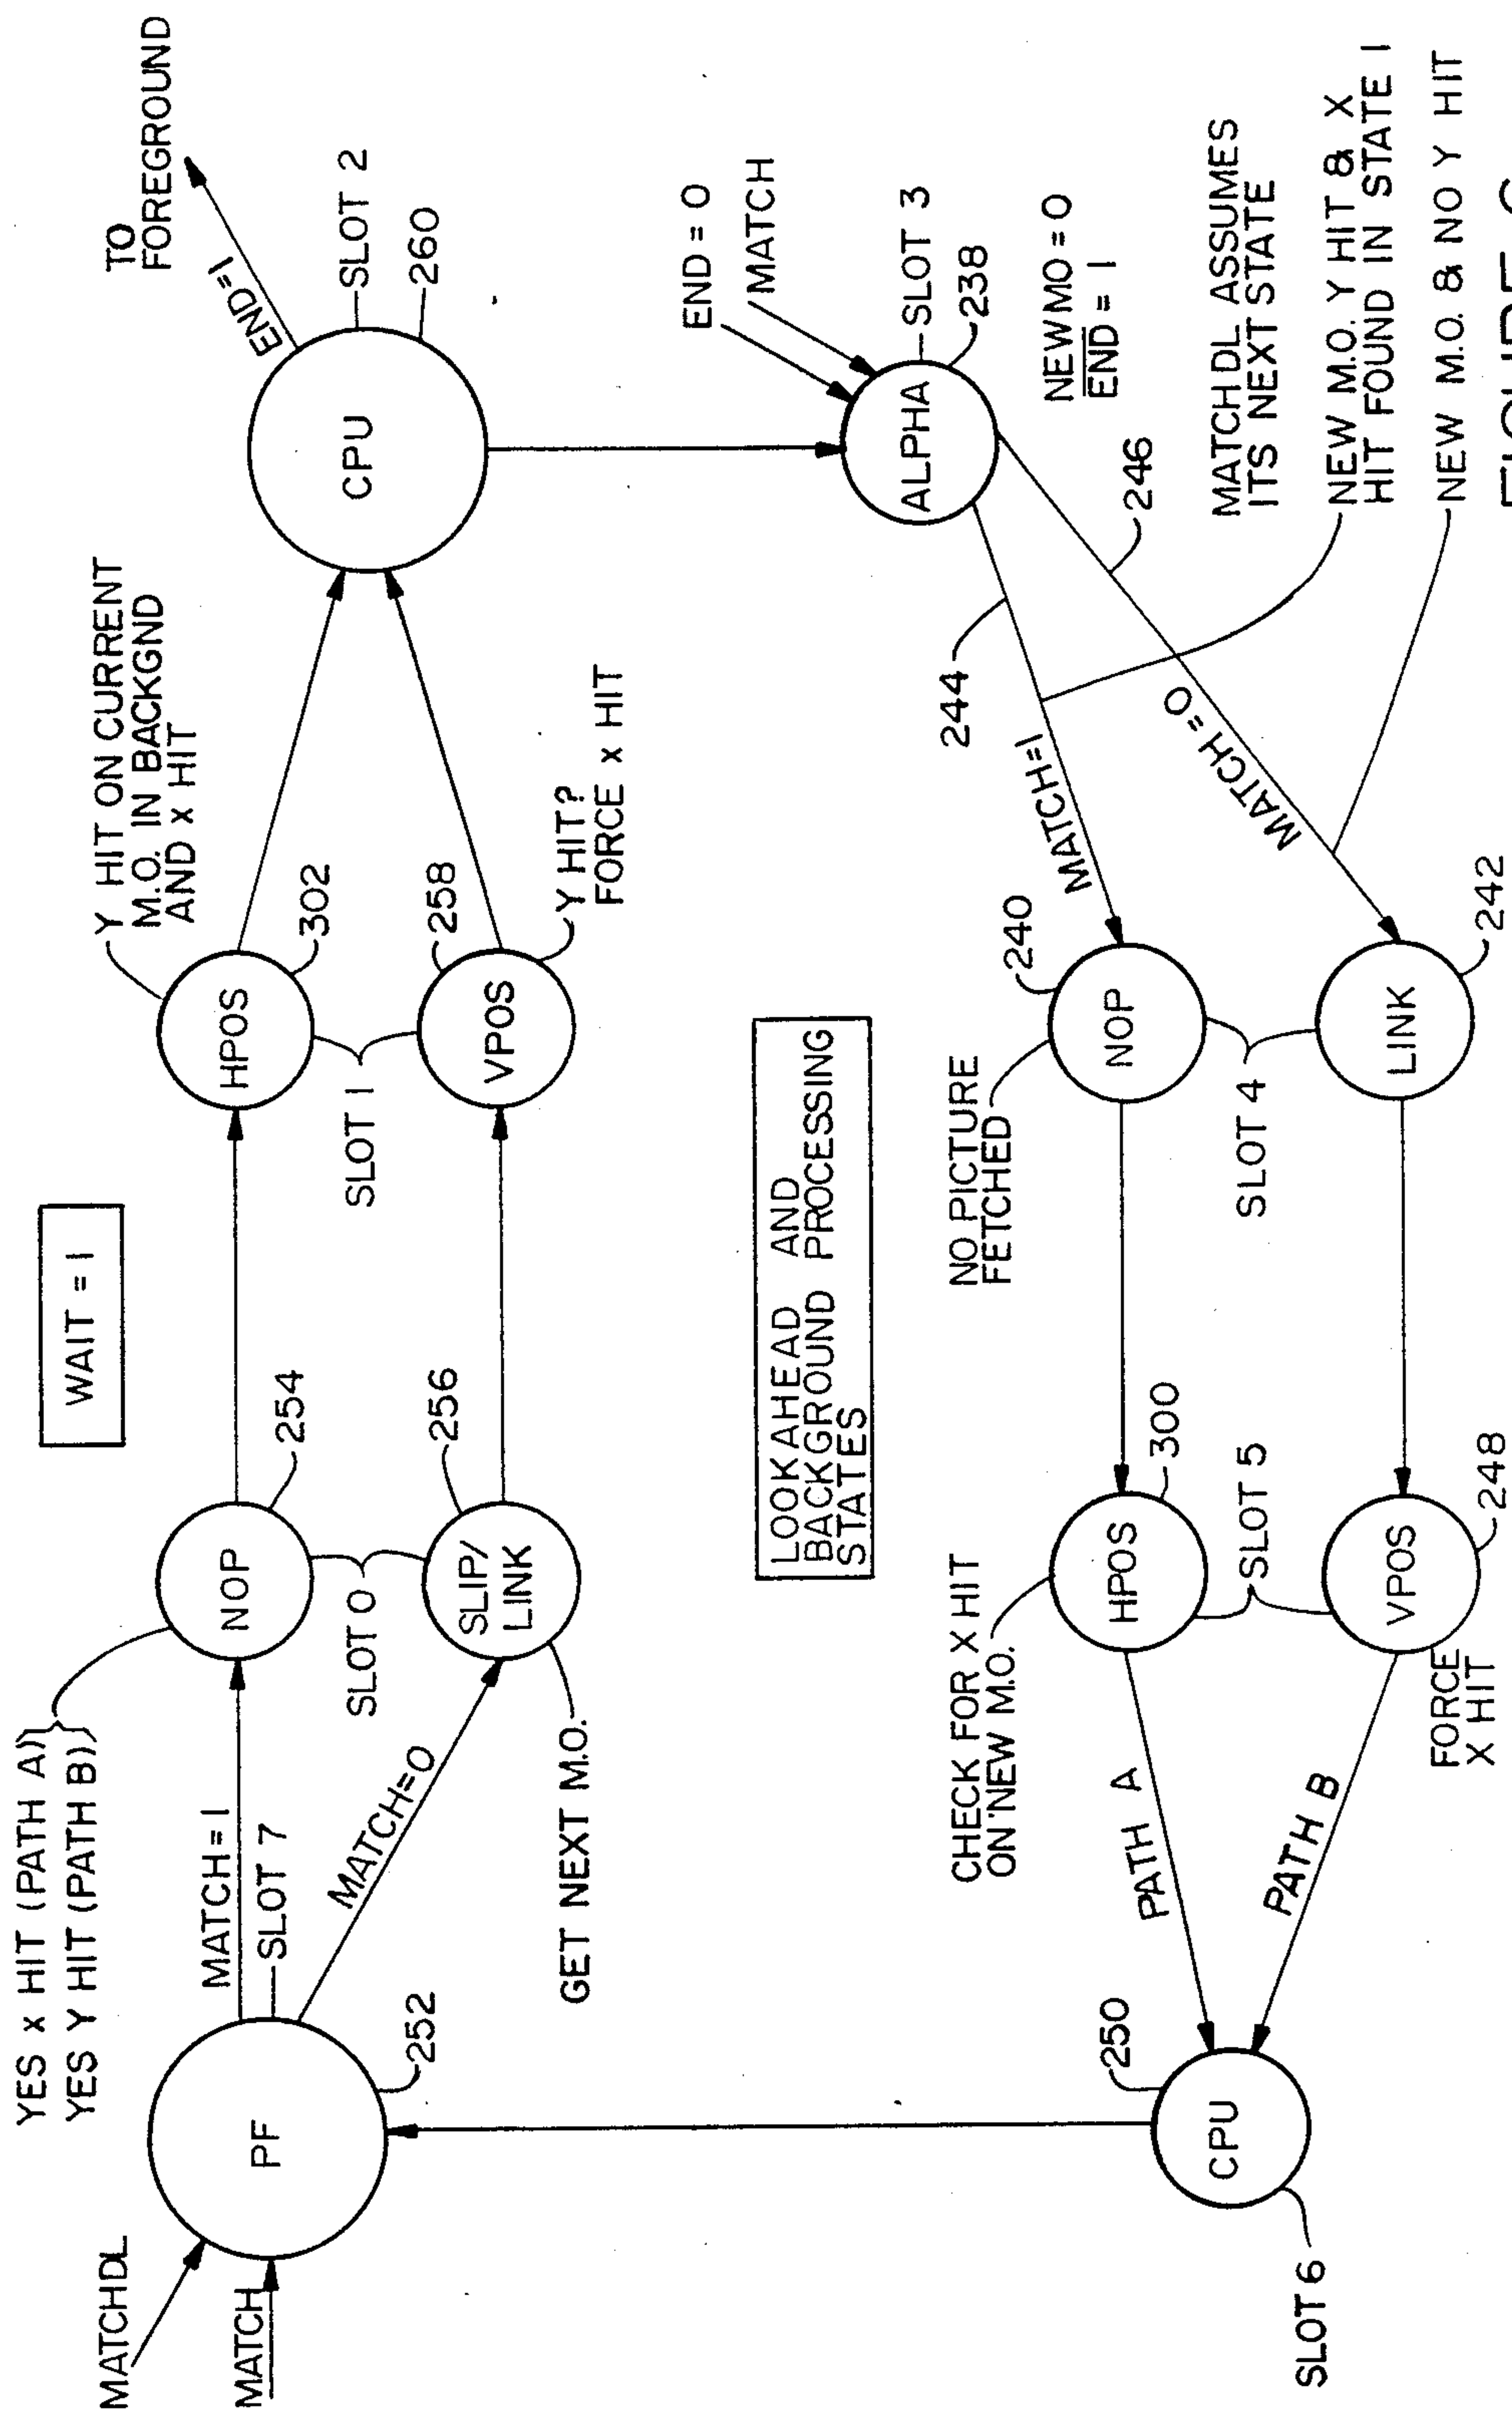 YES x HIT (PATH A)
YES Y HIT (PATH B)
WAIT = 1
Y HIT ON CURRENT
M.O. IN BACKGND
AND x HIT
TO
FOREGROUND
END=1
MATCHDL
MATCH
PF
252
MATCH=1
SLOT 7
MATCH=0
NOP
254
SLOT 0
SLIP/
LINK
256
GET NEXT M.O.
HPOS
302
SLOT 1
VPOS
258
Y HIT?
FORCE x HIT
CPU
SLOT 2
260
LOOKAHEAD AND
BACKGROUND PROCESSING
STATES
END = 0
/MATCH
ALPHA
SLOT 3
238
NEWMO = 0
END = 1
244
246
MATCH=1
MATCH=0
MATCHDL ASSUMES
ITS NEXT STATE
NEW M.O. Y HIT & X
HIT FOUND IN STATE 1
NEW M.O. & NO Y HIT
NO PICTURE
FETCHED
NOP
240
SLOT 4
LINK
242
CHECK FOR X HIT
ON NEW M.O.
HPOS
300
SLOT 5
VPOS
248
FORCE
X HIT
PATH A
PATH B
250
CPU
SLOT 6